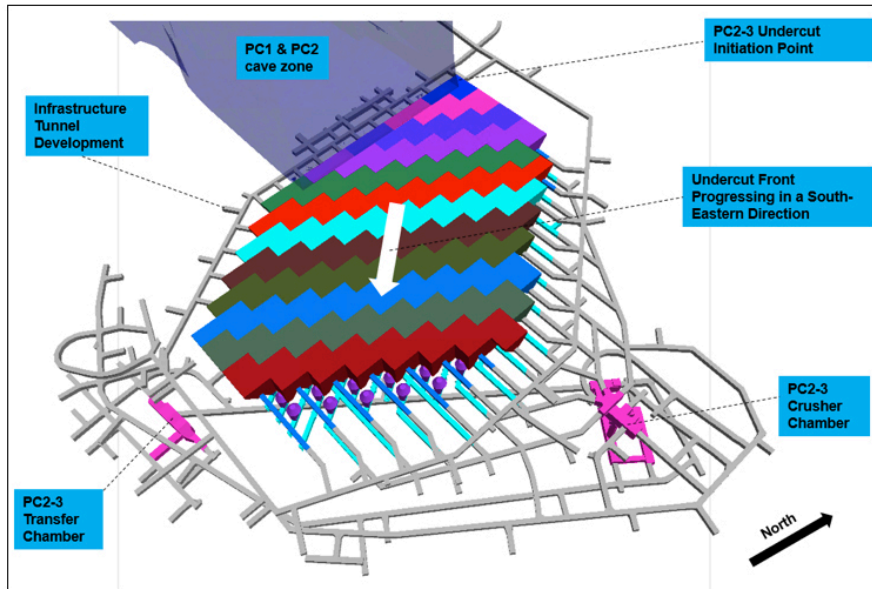 PC1 & PC2
cave zone
PC2-3 Undercut
Initiation Point
Infrastructure
Tunnel
Development
Undercut Front
Progressing in a South-
Eastern Direction
PC2-3
Crusher
Chamber
PC2-3
Transfer
Chamber
North